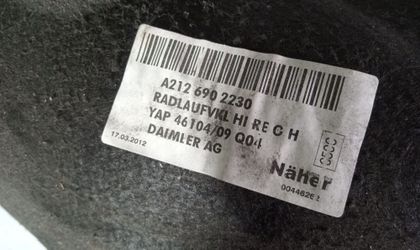 A212 690 2230
RADLAUFVKL HI RE C H
YAP 46104/09 Q04
DAIMLER AG
17.03.2012
Näher